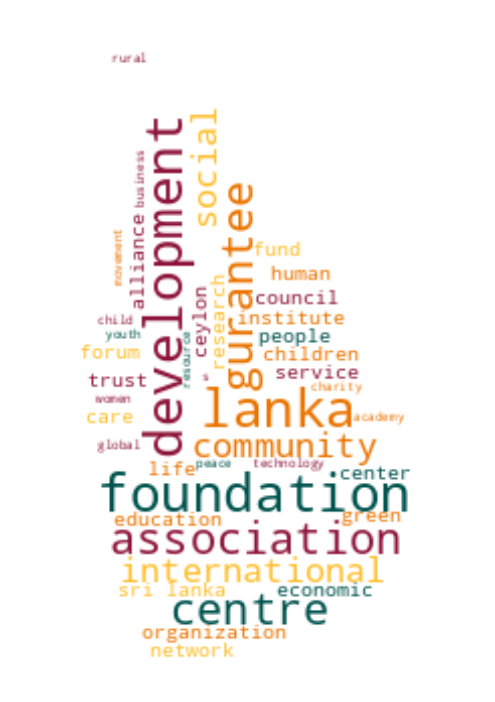 rural
development
social
business
alliance
movement
gurantee
fund
human
research
ceylon
council
institute
child
youth
resource
people
forum
children
trust
s
service
charity
women
care
lanka
academy
global
community
life
peace
technology
center
foundation
education
green
association
international
sri lanka
economic
centre
organization
network